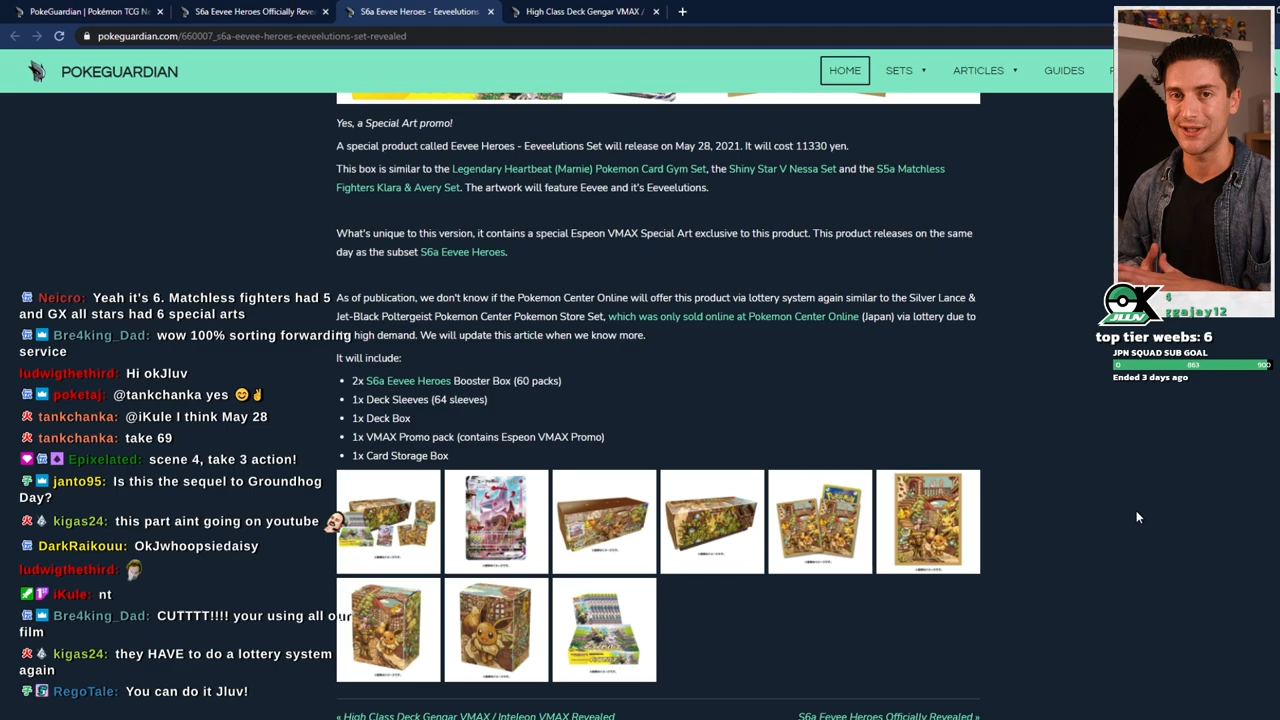 PokeGuardian | Pokémon TCG Ne
S6a Eevee Heroes Officially Reve
S6a Eevee Heroes - Eeveelutions
High Class Deck Gengar VMAX /
pokeguardian.com/660007_s6a-eevee-heroes-eeveelutions-set-revealed
POKEGUARDIAN
HOME SETS ARTICLES GUIDES
Yes, a Special Art promo!
A special product called Eevee Heroes - Eeveelutions Set will release on May 28, 2021. It will cost 11330 yen.
This box is similar to the Legendary Heartbeat (Marnie) Pokemon Card Gym Set, the Shiny Star V Nessa Set and the S5a Matchless
Fighters Klara & Avery Set. The artwork will feature Eevee and it's Eeveelutions.
What's unique to this version, it contains a special Espeon VMAX Special Art exclusive to this product. This product releases on the same
day as the subset S6a Eevee Heroes.
As of publication, we don't know if the Pokemon Center Online will offer this product via lottery system again similar to the Silver Lance &
Jet-Black Poltergeist Pokemon Center Pokemon Store Set, which was only sold online at Pokemon Center Online (Japan) via lottery due to
high demand. We will update this article when we know more.
It will include:
• 2x S6a Eevee Heroes Booster Box (60 packs)
• 1x Deck Sleeves (64 sleeves)
• 1x Deck Box
• 1x VMAX Promo pack (contains Espeon VMAX Promo)
• 1x Card Storage Box
« High Class Deck Gengar VMAX / Inteleon VMAX Revealed
S6a Eevee Heroes Officially Revealed »
Neicro: Yeah it's 6. Matchless fighters had 5
and GX all stars had 6 special arts
Bre4king_Dad: wow 100% sorting forwarding
service
ludwigthethird: Hi okJluv
poketaj: @tankchanka yes 😊✌
tankchanka: @iKule I think May 28
tankchanka: take 69
Epixelated: scene 4, take 3 action!
janto95: Is this the sequel to Groundhog
Day?
kigas24: this part aint going on youtube
DarkRaikouu: OkJwhoopsiedaisy
ludwigthethird:
iKule: nt
Bre4king_Dad: CUTTTT!!!! your using all our
film
kigas24: they HAVE to do a lottery system
again
RegoTale: You can do it Jluv!
OK
JLUV
ggajay12
top tier weebs: 6
JPN SQUAD SUB GOAL
0 863 900
Ended 3 days ago